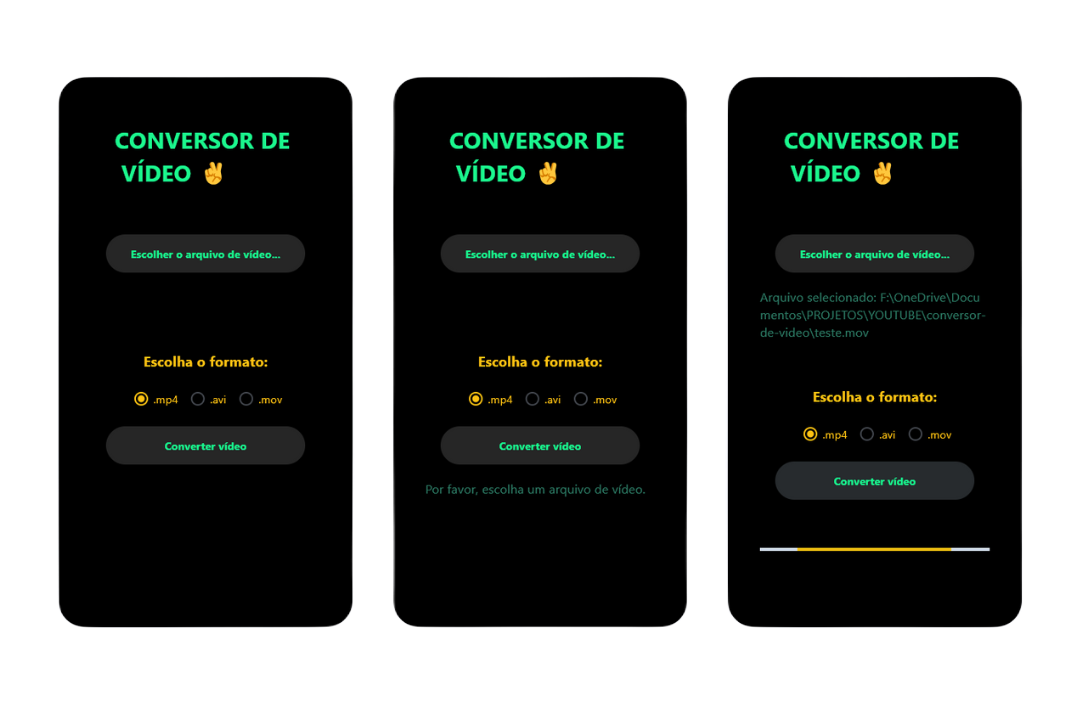 CONVERSOR DE
VÍDEO ✌
Escolher o arquivo de vídeo...
Escolha o formato:
.mp4 .avi .mov
Converter vídeo
CONVERSOR DE
VÍDEO ✌
Escolher o arquivo de vídeo...
Escolha o formato:
.mp4 .avi .mov
Converter vídeo
Por favor, escolha um arquivo de vídeo.
CONVERSOR DE
VÍDEO ✌
Escolher o arquivo de vídeo...
Arquivo selecionado: F:\OneDrive\Docu
mentos\PROJETOS\YOUTUBE\conversor-
de-video\teste.mov
Escolha o formato:
.mp4 .avi .mov
Converter vídeo